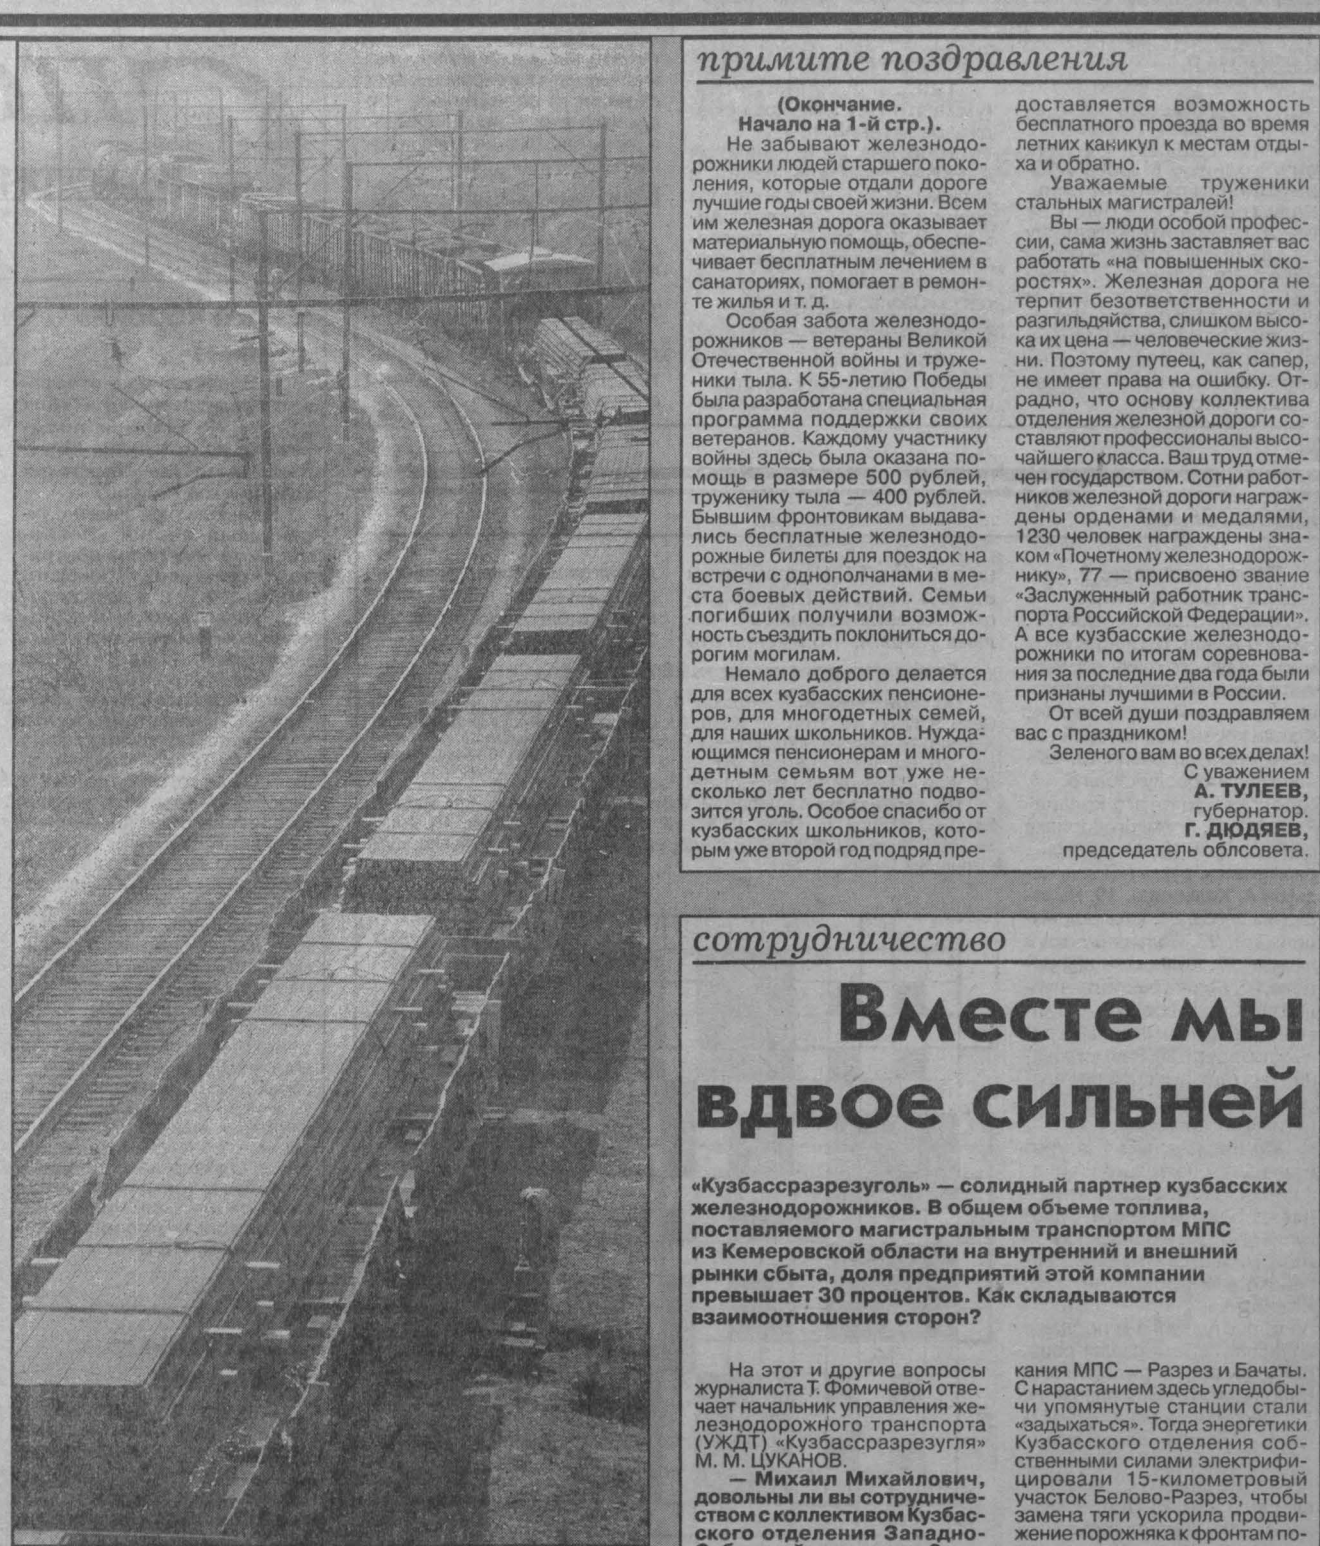 примите поздравления
(Окончание.
Начало на 1-й стр.).
Не забывают железнодо-
рожники людей старшего поко-
ления, которые отдали дороге
лучшие годы своей жизни. Всем
им железная дорога оказывает
материальную помощь, обеспе-
чивает бесплатным лечением в
санаториях, помогает в ремон-
те жилья и т. д.
Особая забота железнодо-
рожников — ветераны Великой
Отечественной войны и труже-
ники тыла. К 55-летию Победы
была разработана специальная
программа поддержки своих
ветеранов. Каждому участнику
войны здесь была оказана по-
мощь в размере 500 рублей,
труженику тыла — 400 рублей.
Бывшим фронтовикам выдава-
лись бесплатные железнодо-
рожные билеты для поездок на
встречи с однополчанами в ме-
ста боевых действий. Семьи
погибших получили возмож-
ность съездить поклониться до-
рогим могилам.
Немало доброго делается
для всех кузбасских пенсионе-
ров, для многодетных семей,
для наших школьников. Нужда-
ющимся пенсионерам и много-
детным семьям вот уже не-
сколько лет бесплатно подво-
зится уголь. Особое спасибо от
кузбасских школьников, кото-
рым уже второй год подряд пре-
доставляется возможность
бесплатного проезда во время
летних каникул к местам отды-
ха и обратно.
Уважаемые труженики
стальных магистралей!
Вы — люди особой профес-
сии, сама жизнь заставляет вас
работать «на повышенных ско-
ростях». Железная дорога не
терпит безответственности и
разгильдяйства, слишком высо-
ка их цена — человеческие жиз-
ни. Поэтому путеец, как сапер,
не имеет права на ошибку. От-
радно, что основу коллектива
отделения железной дороги со-
ставляют профессионалы высо-
чайшего класса. Ваш труд отме-
чен государством. Сотни работ-
ников железной дороги награж-
дены орденами и медалями,
1230 человек награждены зна-
ком «Почетному железнодорож-
нику», 77 — присвоено звание
«Заслуженный работник транс-
порта Российской Федерации».
А все кузбасские железнодо-
рожники по итогам соревнова-
ния за последние два года были
признаны лучшими в России.
От всей души поздравляем
вас с праздником!
Зеленого вам во всех делах!
С уважением
А. ТУЛЕЕВ,
губернатор.
Г. ДЮДЯЕВ,
председатель облсовета.
сотрудничество
Вместе мы
вдвое сильней
«Кузбассразрезуголь» — солидный партнер кузбасских
железнодорожников. В общем объеме топлива,
поставляемого магистральным транспортом МПС
из Кемеровской области на внутренний и внешний
рынки сбыта, доля предприятий этой компании
превышает 30 процентов. Как складываются
взаимоотношения сторон?
На этот и другие вопросы
журналиста Т. Фомичевой отве-
чает начальник управления же-
лезнодорожного транспорта
(УЖДТ) «Кузбассразрезугля»
М. М. ЦУКАНОВ.
— Михаил Михайлович,
довольны ли вы сотрудниче-
ством с коллективом Кузбас-
ского отделения Западно-
кания МПС — Разрез и Бачаты.
С нарастанием здесь угледобы-
чи упомянутые станции стали
«задыхаться». Тогда энергетики
Кузбасского отделения соб-
ственными силами электрифи-
цировали 15-километровый
участок Белово-Разрез, чтобы
замена тяги ускорила продви-
жение порожняка к фронтам по-